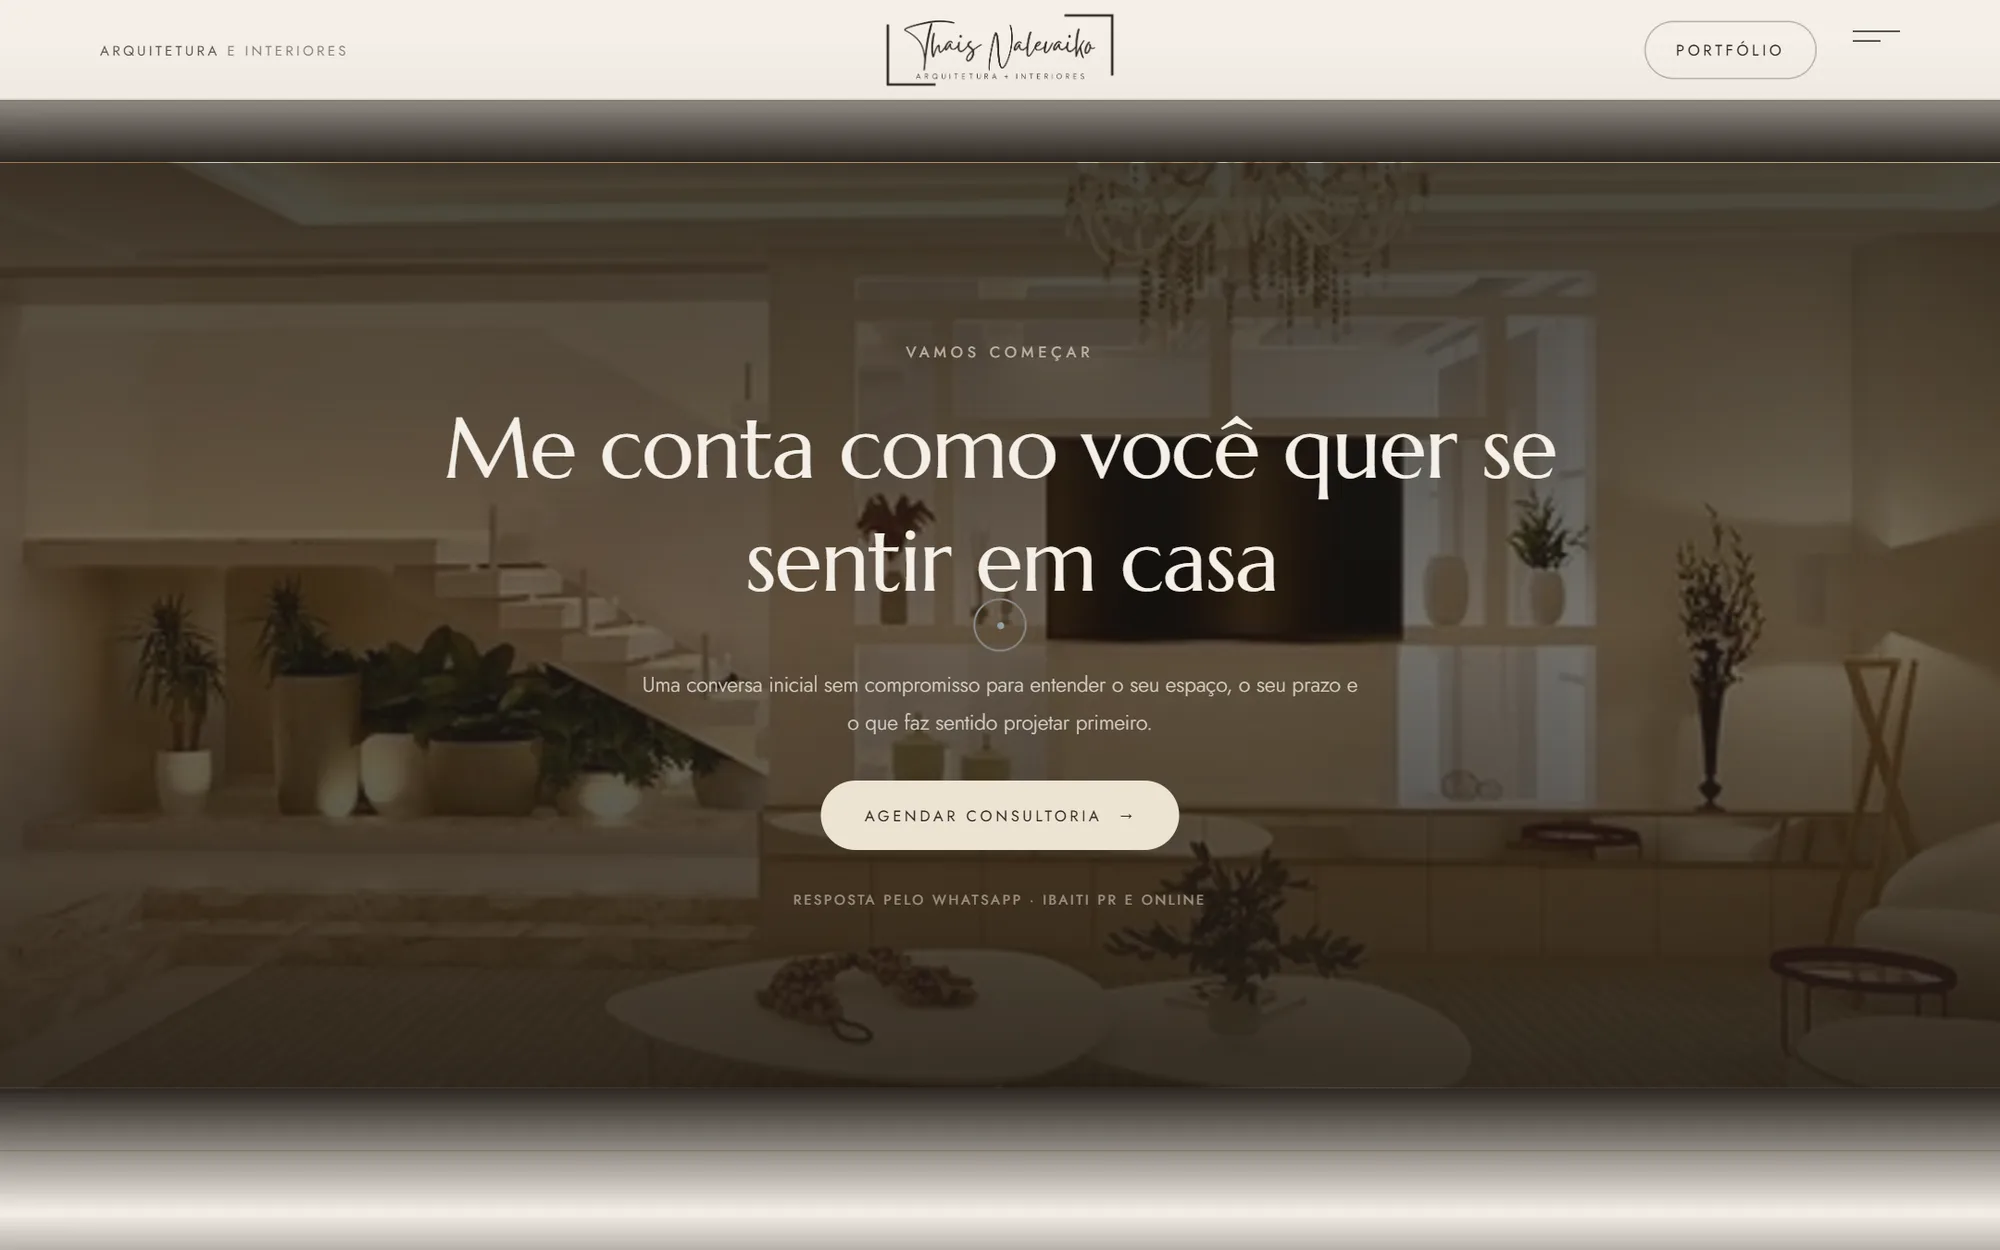 ARQUITETURA E INTERIORES
Thais Nalevaiko
ARQUITETURA + INTERIORES
PORTFÓLIO
VAMOS COMEÇAR
Me conta como você quer se
sentir em casa
Uma conversa inicial sem compromisso para entender o seu espaço, o seu prazo e
o que faz sentido projetar primeiro.
AGENDAR CONSULTORIA →
RESPOSTA PELO WHATSAPP · IBAITI PR E ONLINE